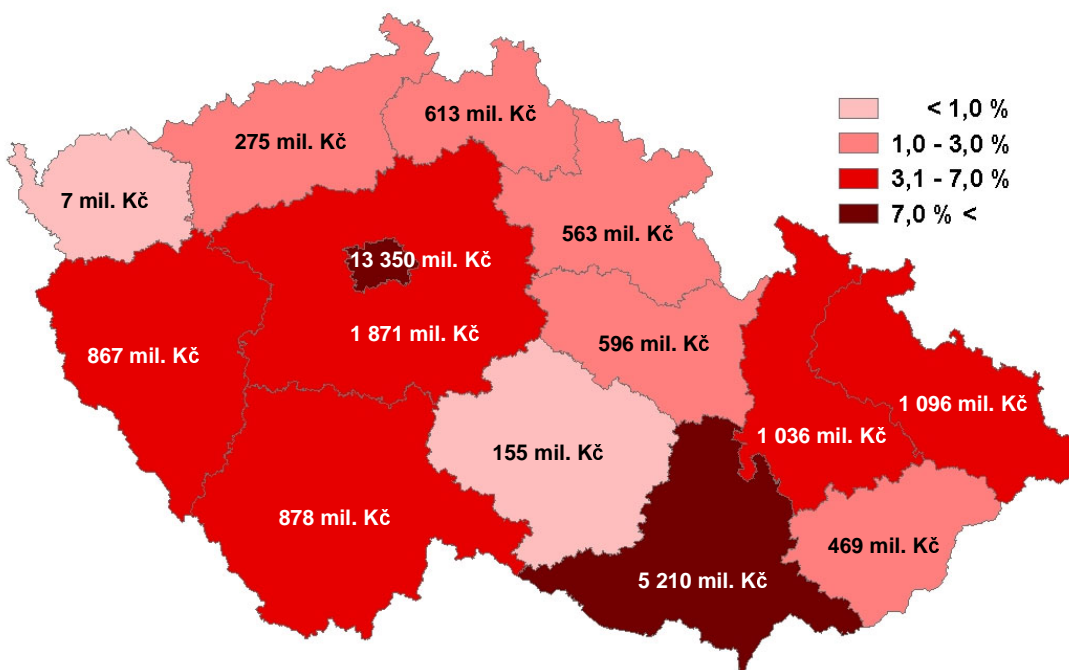 613 mil. Kč
275 mil. Kč
7 mil. Kč
563 mil. Kč
13 350 mil. Kč
1 871 mil. Kč
596 mil. Kč
867 mil. Kč
1 096 mil. Kč
1 036 mil. Kč
155 mil. Kč
878 mil. Kč
469 mil. Kč
5 210 mil. Kč
< 1,0 %
1,0 - 3,0 %
3,1 - 7,0 %
7,0 % <